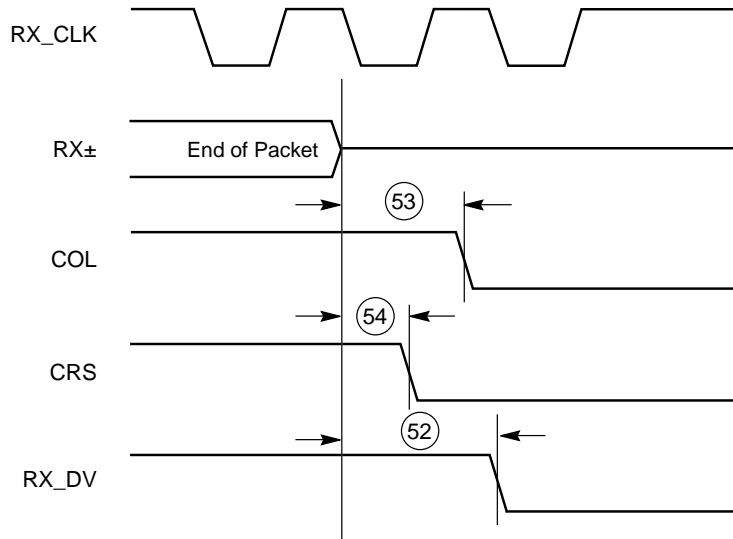 RX_CLK
RX± End of Packet
53
COL
54
CRS
52
RX_DV